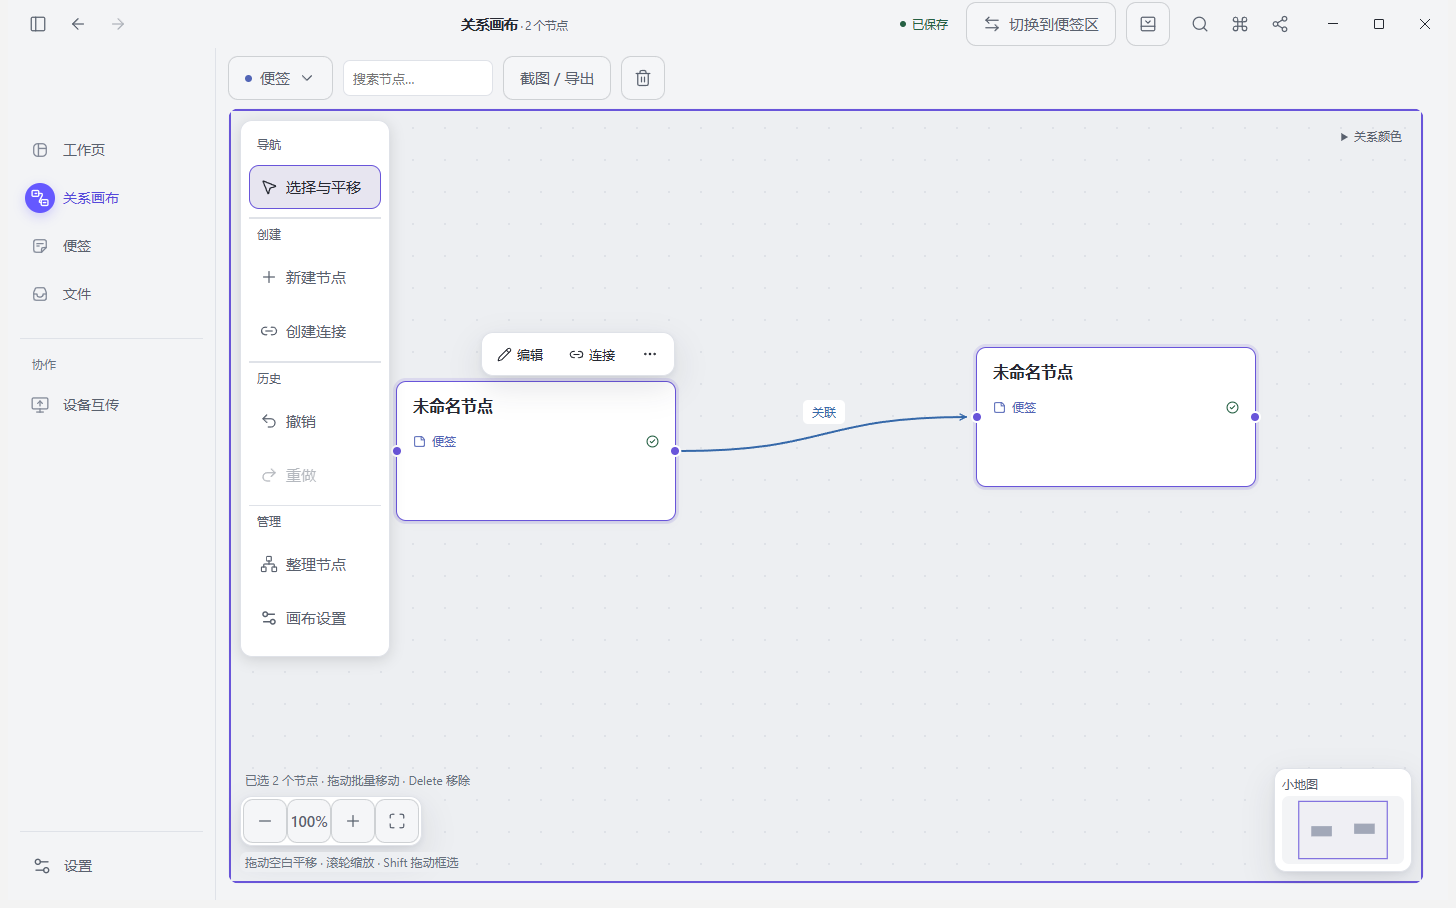 关系画布 · 2 个节点
已保存
切换到便签区
便签
搜索节点...
截图 / 导出
工作页
关系画布
便签
文件
协作
设备互传
设置
导航
选择与平移
创建
新建节点
创建连接
历史
撤销
重做
管理
整理节点
画布设置
关系颜色
编辑
连接
未命名节点
便签
关联
未命名节点
便签
已选 2 个节点 · 拖动批量移动 · Delete 移除
100%
拖动空白平移 · 滚轮缩放 · Shift 拖动框选
小地图